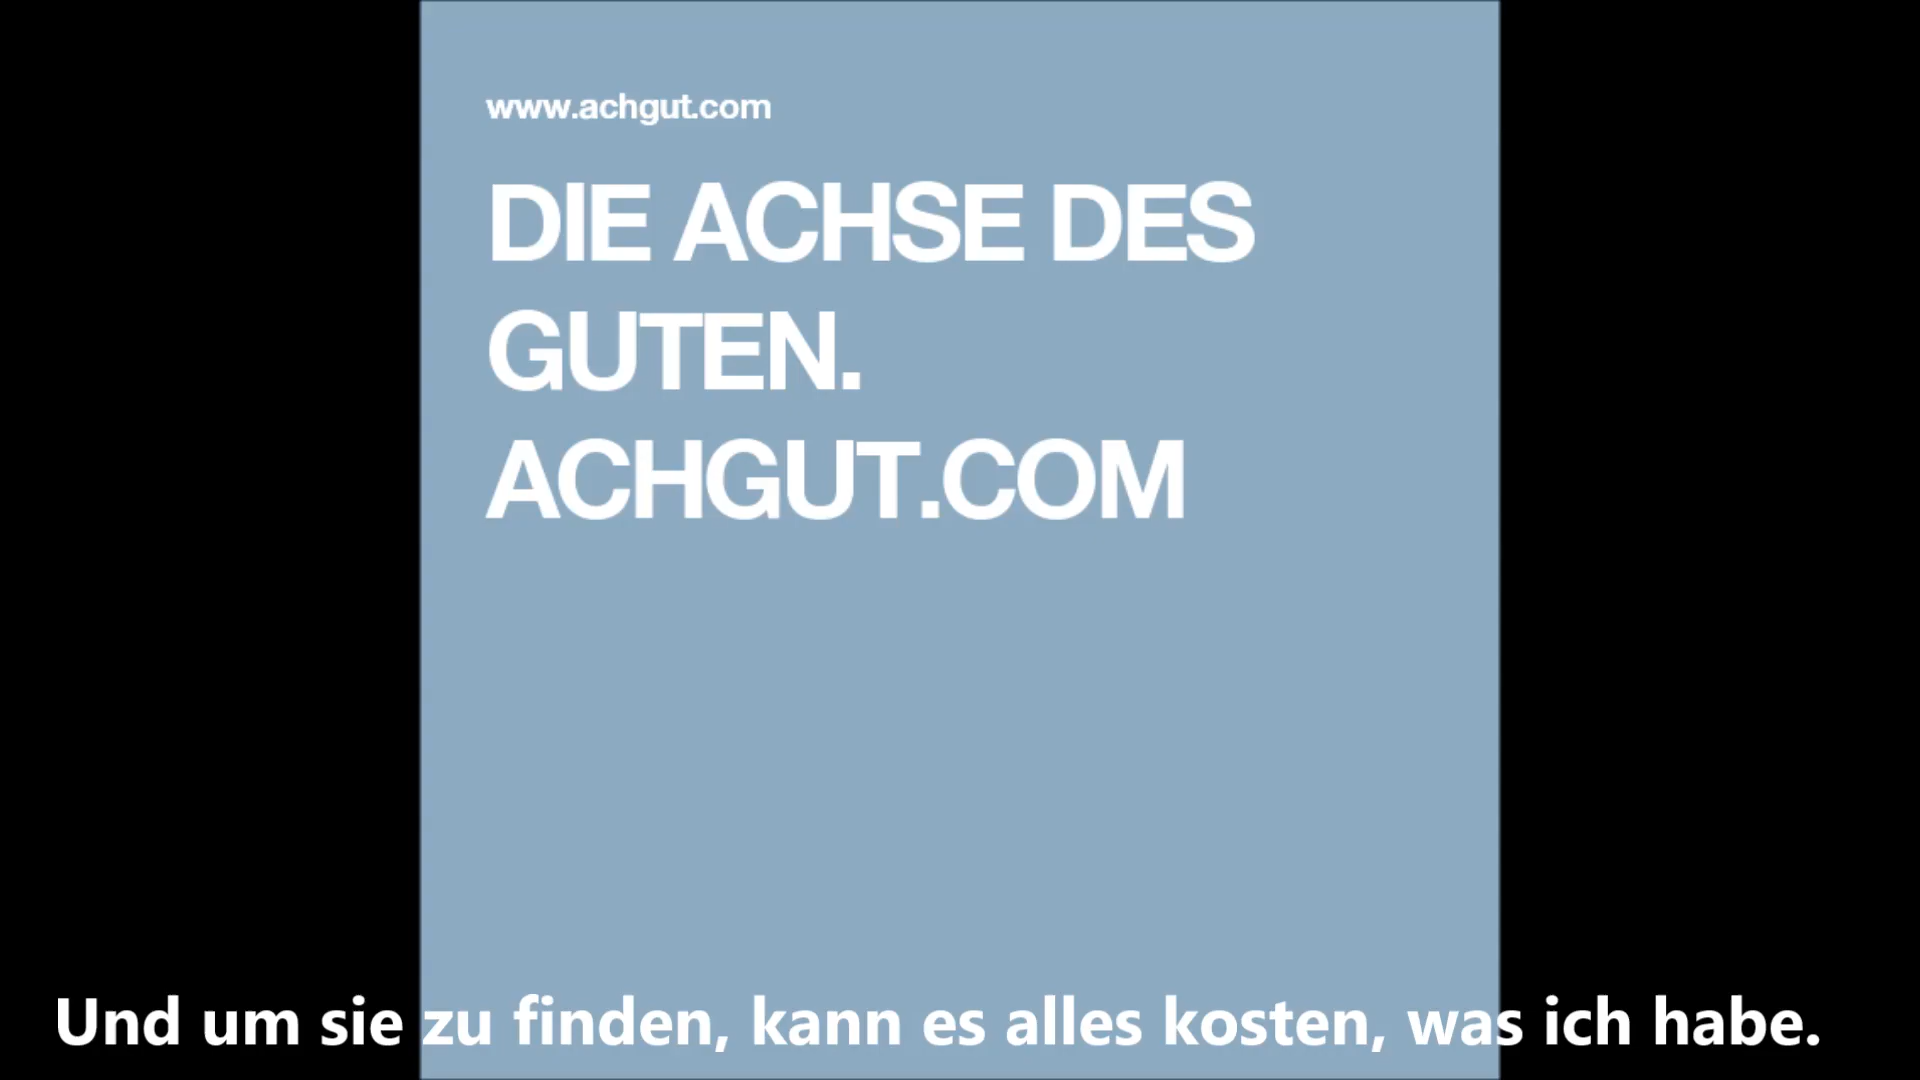 www.achgut.com
DIE ACHSE DES
GUTEN.
ACHGUT.COM
Und um sie zu finden, kann es alles kosten, was ich habe.